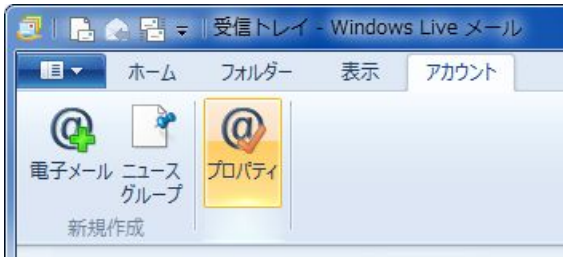 受信トレイ - Windows Live メール
ホーム フォルダー 表示 アカウント
電子メール ニュース グループ プロパティ
新規作成